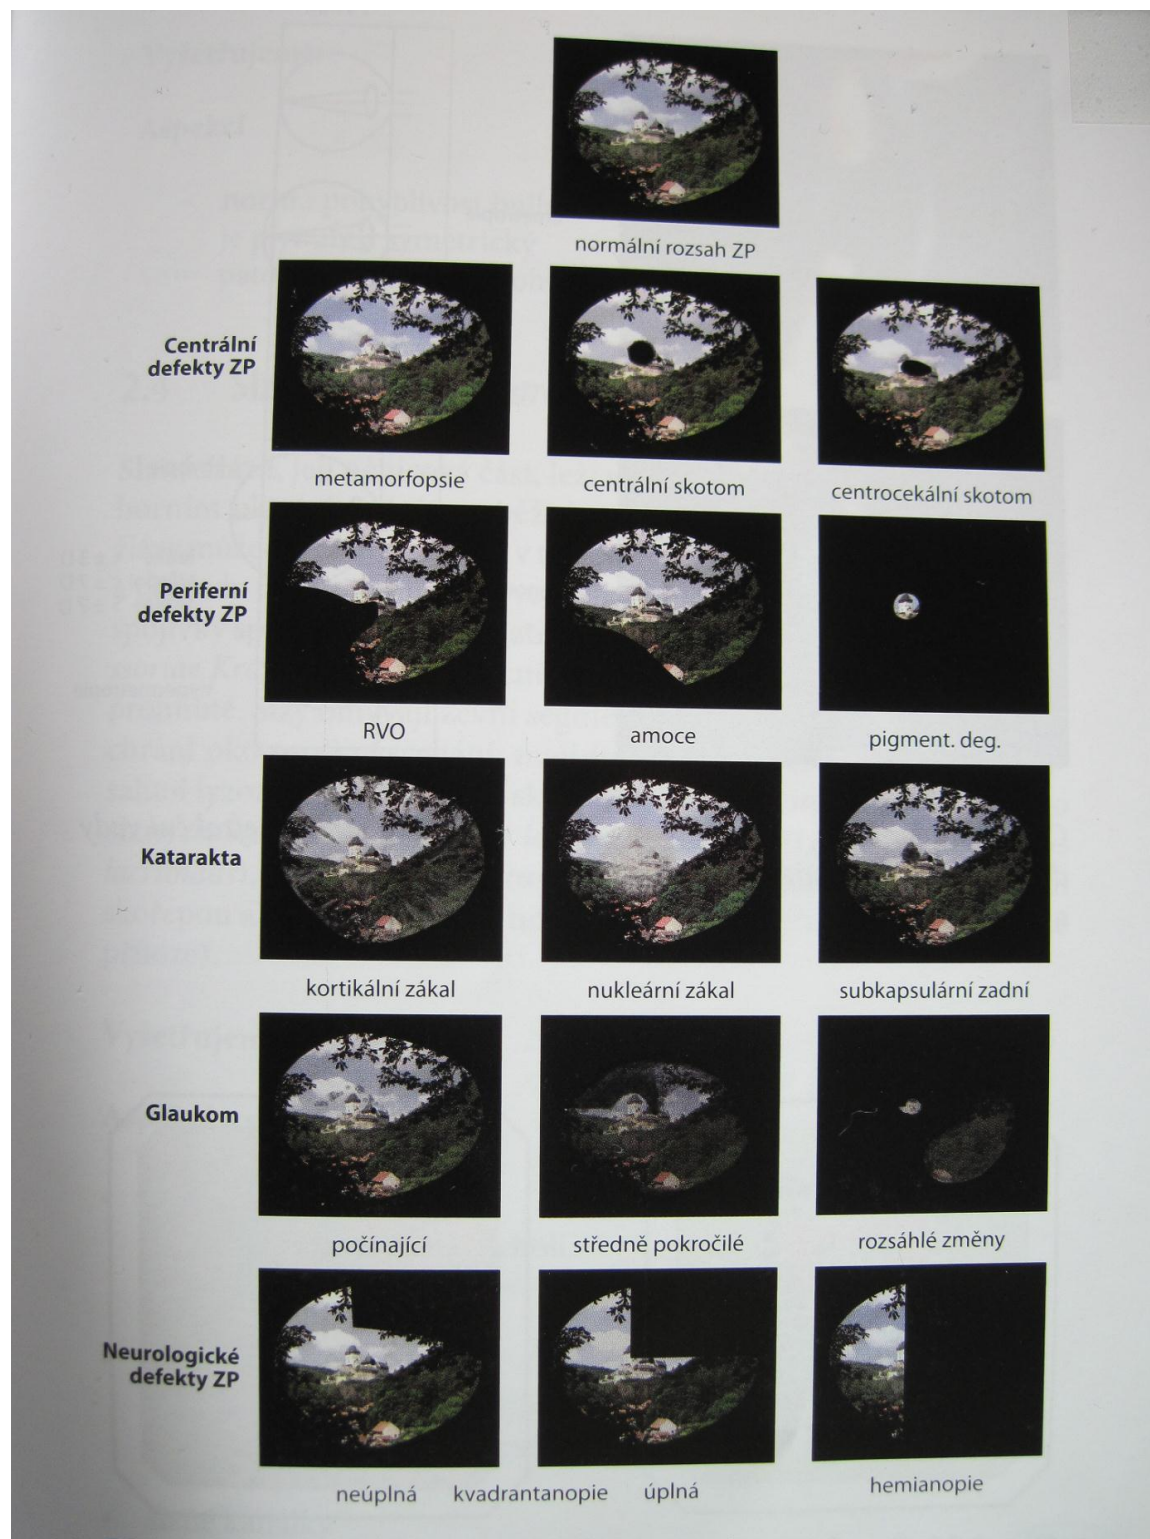 normální rozsah ZP
Centrální
defekty ZP
metamorfopsie
centrální skotom
centrocekální skotom
Periferní
defekty ZP
RVO
amoce
pigment. deg.
Katarakta
kortikální zákal
nukleární zákal
subkapsulární zadní
Glaukom
počínající
středně pokročilé
rozsáhlé změny
Neurologické
defekty ZP
neúplná kvadrantanopie úplná
hemianopie